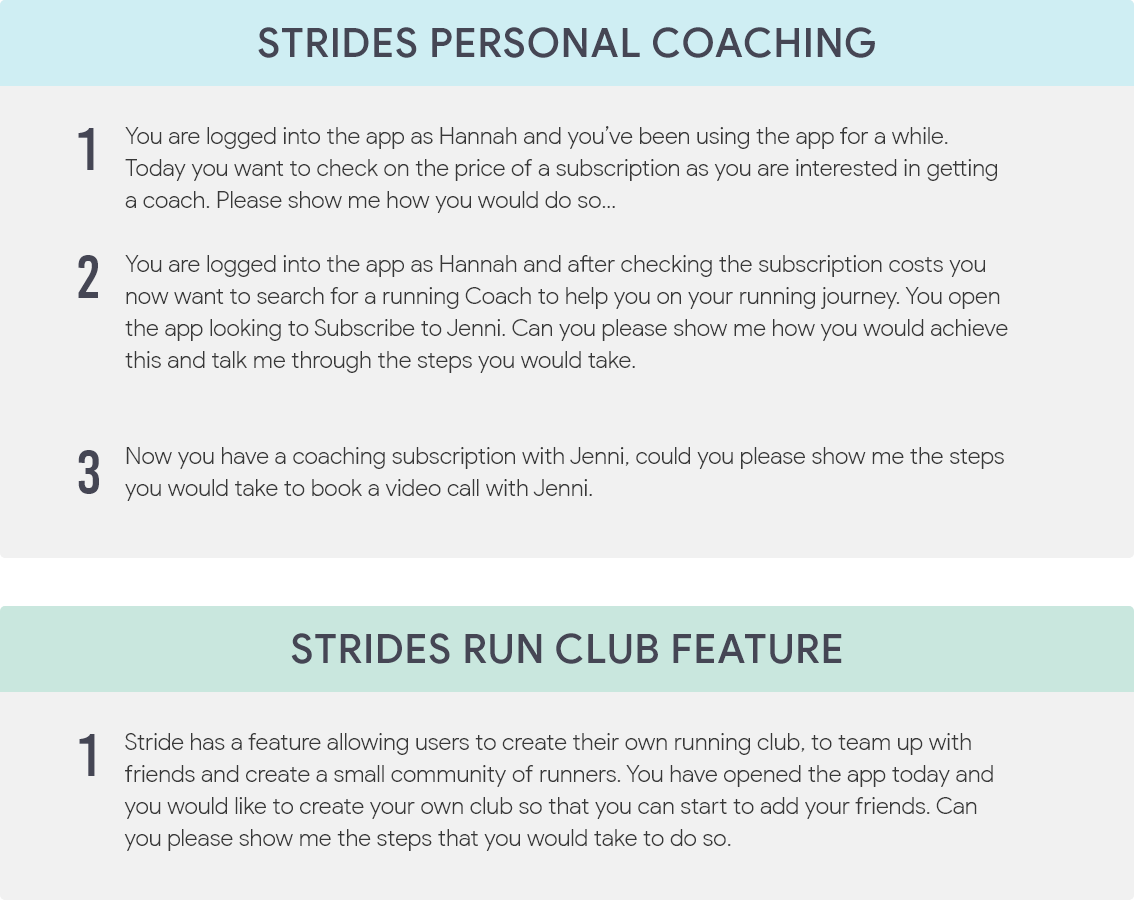 STRIDES PERSONAL COACHING
1
You are logged into the app as Hannah and you've been using the app for a while.
Today you want to check on the price of a subscription as you are interested in getting
a coach. Please show me how you would do so...
2
You are logged into the app as Hannah and after checking the subscription costs you
now want to search for a running Coach to help you on your running journey. You open
the app looking to Subscribe to Jenni. Can you please show me how you would achieve
this and talk me through the steps you would take.
3
Now you have a coaching subscription with Jenni, could you please show me the steps
you would take to book a video call with Jenni.
STRIDES RUN CLUB FEATURE
1
Stride has a feature allowing users to create their own running club, to team up with
friends and create a small community of runners. You have opened the app today and
you would like to create your own club so that you can start to add your friends. Can
you please show me the steps that you would take to do so.